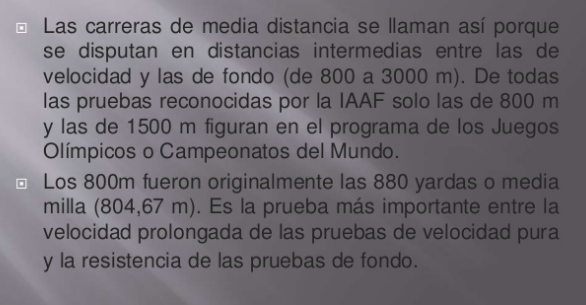 Las carreras de media distancia se llaman así porque
se disputan en distancias intermedias entre las de
velocidad y las de fondo (de 800 a 3000 m). De todas
las pruebas reconocidas por la IAAF solo las de 800 m
y las de 1500 m figuran en el programa de los Juegos
Olímpicos o Campeonatos del Mundo.
Los 800m fueron originalmente las 880 yardas o media
milla (804,67 m). Es la prueba más importante entre la
velocidad prolongada de las pruebas de velocidad pura
y la resistencia de las pruebas de fondo.